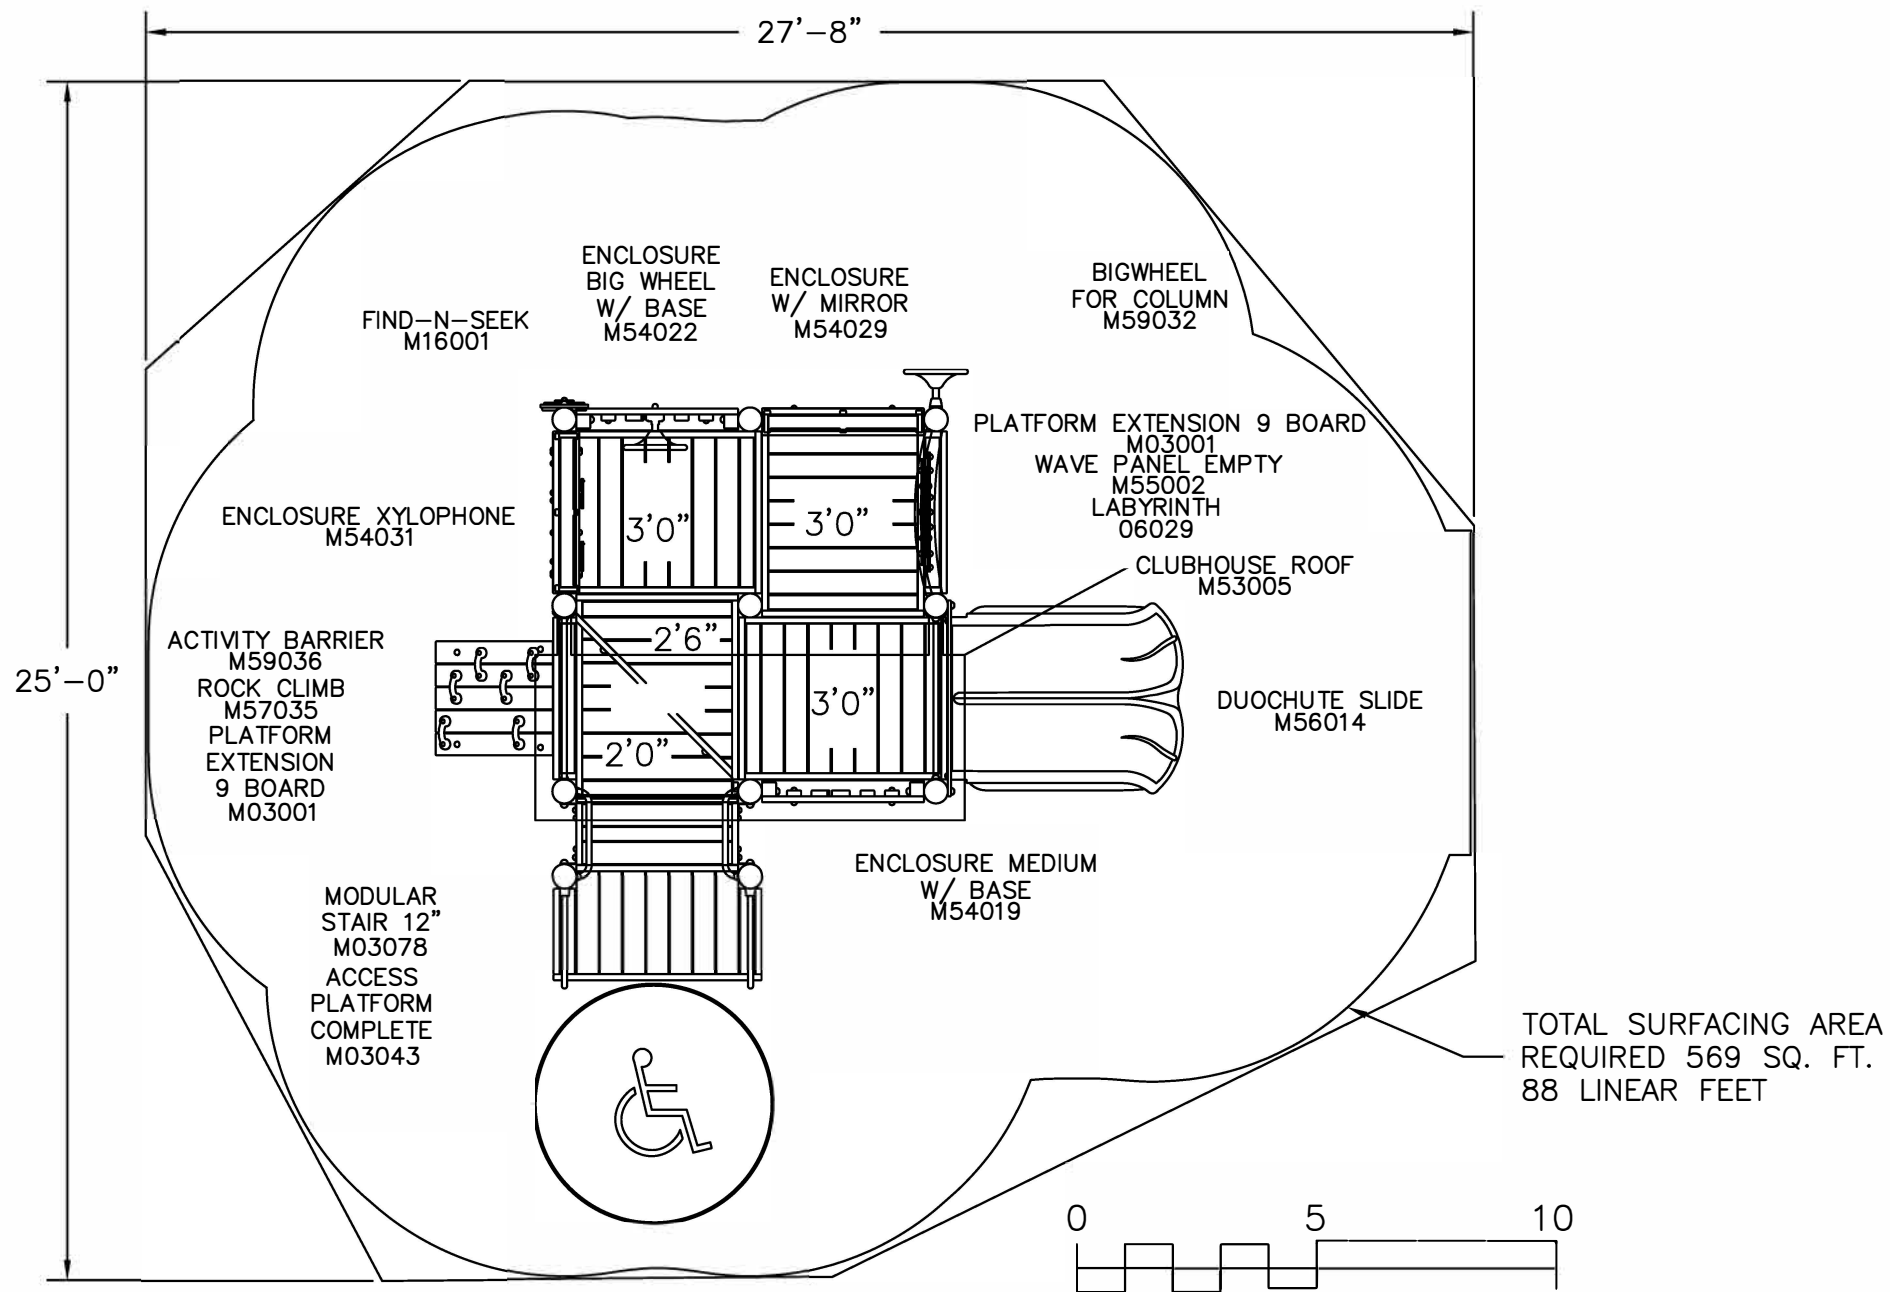 27'-8"
25'-0"
FIND-N-SEEK
M16001
ENCLOSURE
BIG WHEEL
W/ BASE
M54022
ENCLOSURE
W/ MIRROR
M54029
BIGWHEEL
FOR COLUMN
M59032
PLATFORM EXTENSION 9 BOARD
M03001
WAVE PANEL EMPTY
M55002
LABYRINTH
06029
CLUBHOUSE ROOF
M53005
ENCLOSURE XYLOPHONE
M54031
3'0"
3'0"
2'6"
3'0"
2'0"
ACTIVITY BARRIER
M59036
ROCK CLIMB
M57035
PLATFORM
EXTENSION
9 BOARD
M03001
DUOCHUTE SLIDE
M56014
ENCLOSURE MEDIUM
W/ BASE
M54019
MODULAR
STAIR 12"
M03078
ACCESS
PLATFORM
COMPLETE
M03043
TOTAL SURFACING AREA
REQUIRED 569 SQ. FT.
88 LINEAR FEET
0 5 10